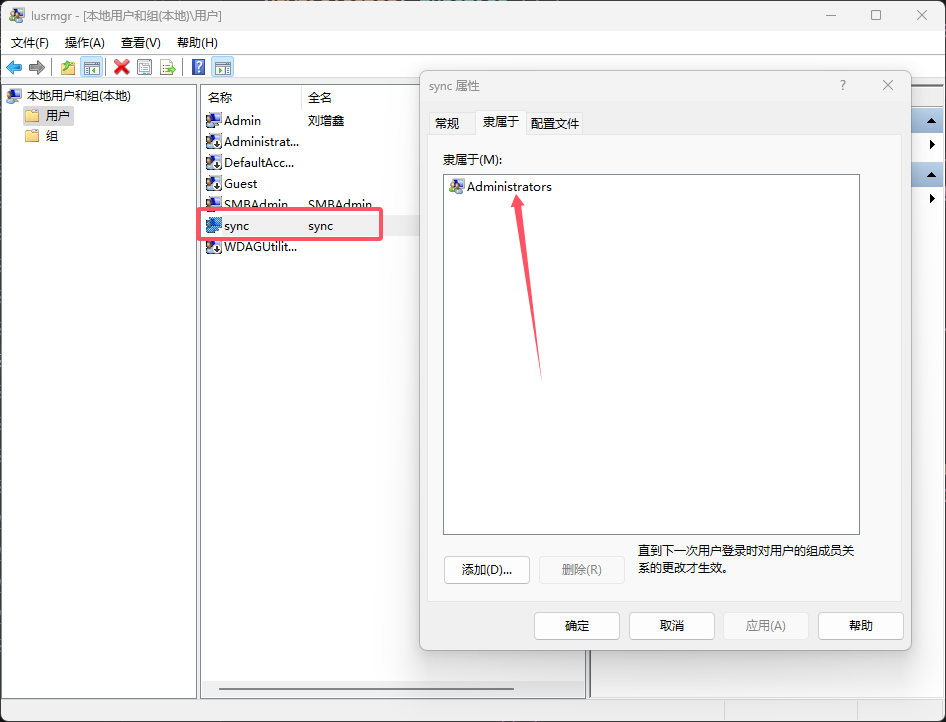 lusrmgr - [本地用户和组(本地)\用户]
文件(F) 操作(A) 查看(V) 帮助(H)
本地用户和组(本地)
用户
组
名称 全名
Admin 刘增鑫
Administrat...
DefaultAcc...
Guest
SMBAdmin SMBAdmin
sync sync
WDAGUtilit...
sync 属性
常规 隶属于 配置文件
隶属于(M):
Administrators
添加(D)... 删除(R)
直到下一次用户登录时对用户的组成员关
系的更改才生效。
确定 取消 应用(A) 帮助